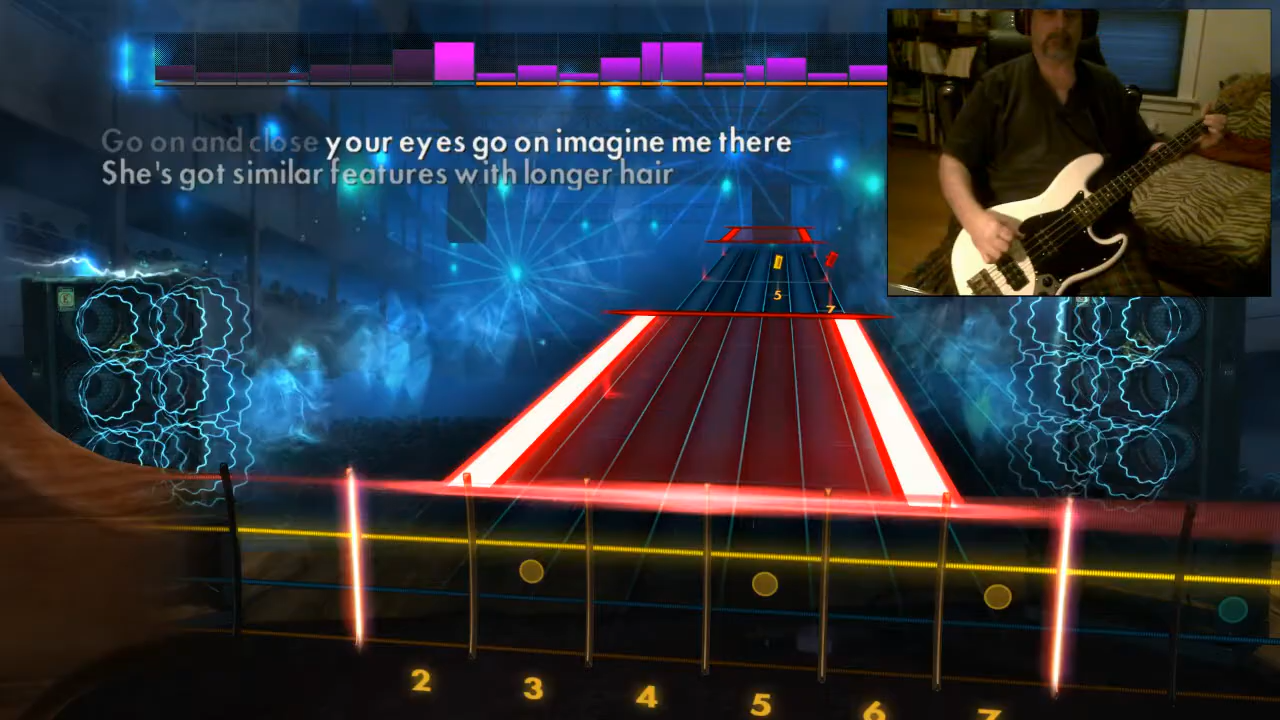 Go on and close your eyes go on imagine me there
She's got similar features with longer hair
5
7
2 3 4 5 6 7